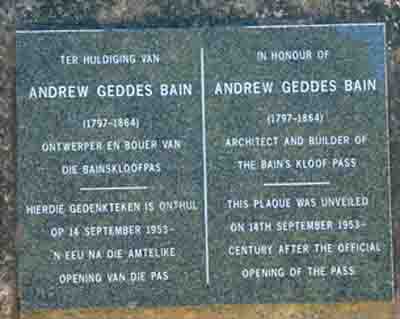 TER HULDIGING VAN
ANDREW GEDDES BAIN
(1797-1864)
ONTWERPER EN BOUER VAN
DIE BAINSKLOOFPAS
HIERDIE GEDENKTEKEN IS ONTHUL
OP 14 SEPTEMBER 1953-
'N EEU NA DIE AMTELIKE
OPENING VAN DIE PAS
IN HONOUR OF
ANDREW GEDDES BAIN
(1797-1864)
ARCHITECT AND BUILDER OF
THE BAIN'S KLOOF PASS
THIS PLAQUE WAS UNVEILED
ON 14TH SEPTEMBER 1953-
CENTURY AFTER THE OFFICIAL
OPENING OF THE PASS